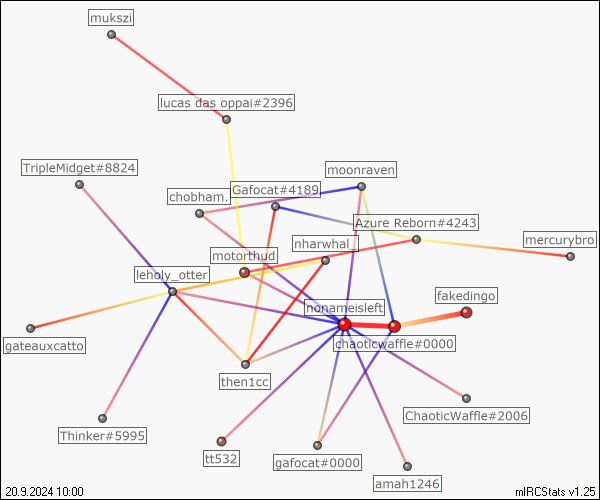 mukszi
lucas das oppai#2396
TripleMidget#8824
moonraven
Gafocat#4189
chobham.
Azure Reborn#4243
nharwhal_
mercurybro
motorthud
leholy_otter
fakedingo
nonameisleft
gateauxcatto
chaoticwaffle#0000
then1cc
ChaoticWaffle#2006
Thinker#5995
tt532
gafocat#0000
amah1246
20.9.2024 10:00
mIRCStats v1.25